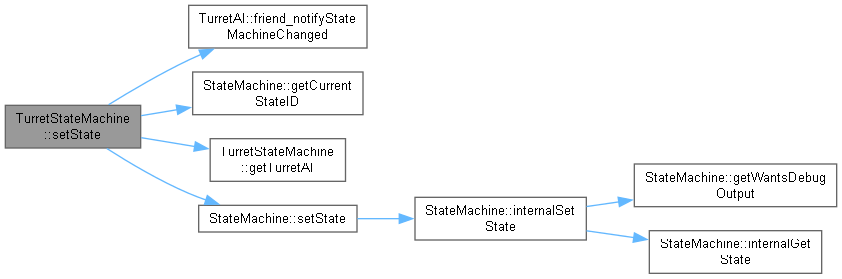 TurretAI::friend_notifyState
MachineChanged
StateMachine::getCurrent
StateID
TurretStateMachine
::setState
TurretStateMachine
::getTurretAI
StateMachine::setState
StateMachine::internalSet
State
StateMachine::getWantsDebug
Output
StateMachine::internalGet
State